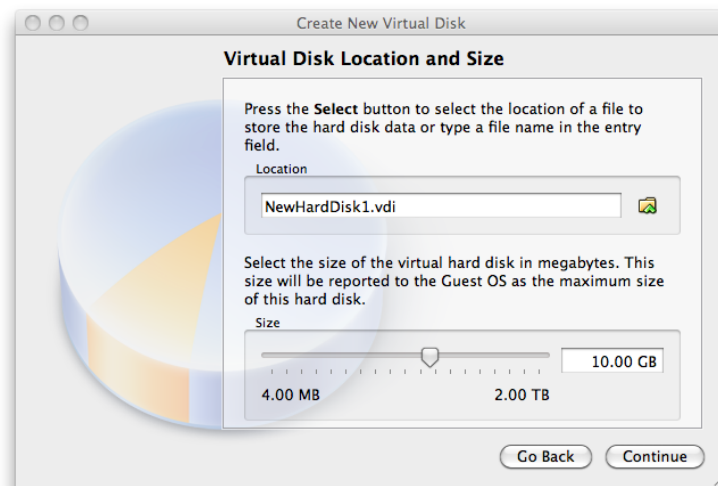 Create New Virtual Disk
Virtual Disk Location and Size
Press the Select button to select the location of a file to
store the hard disk data or type a file name in the entry
field.
Location
NewHardDisk1.vdi
Select the size of the virtual hard disk in megabytes. This
size will be reported to the Guest OS as the maximum size
of this hard disk.
Size
10.00 GB
4.00 MB 2.00 TB
Go Back Continue